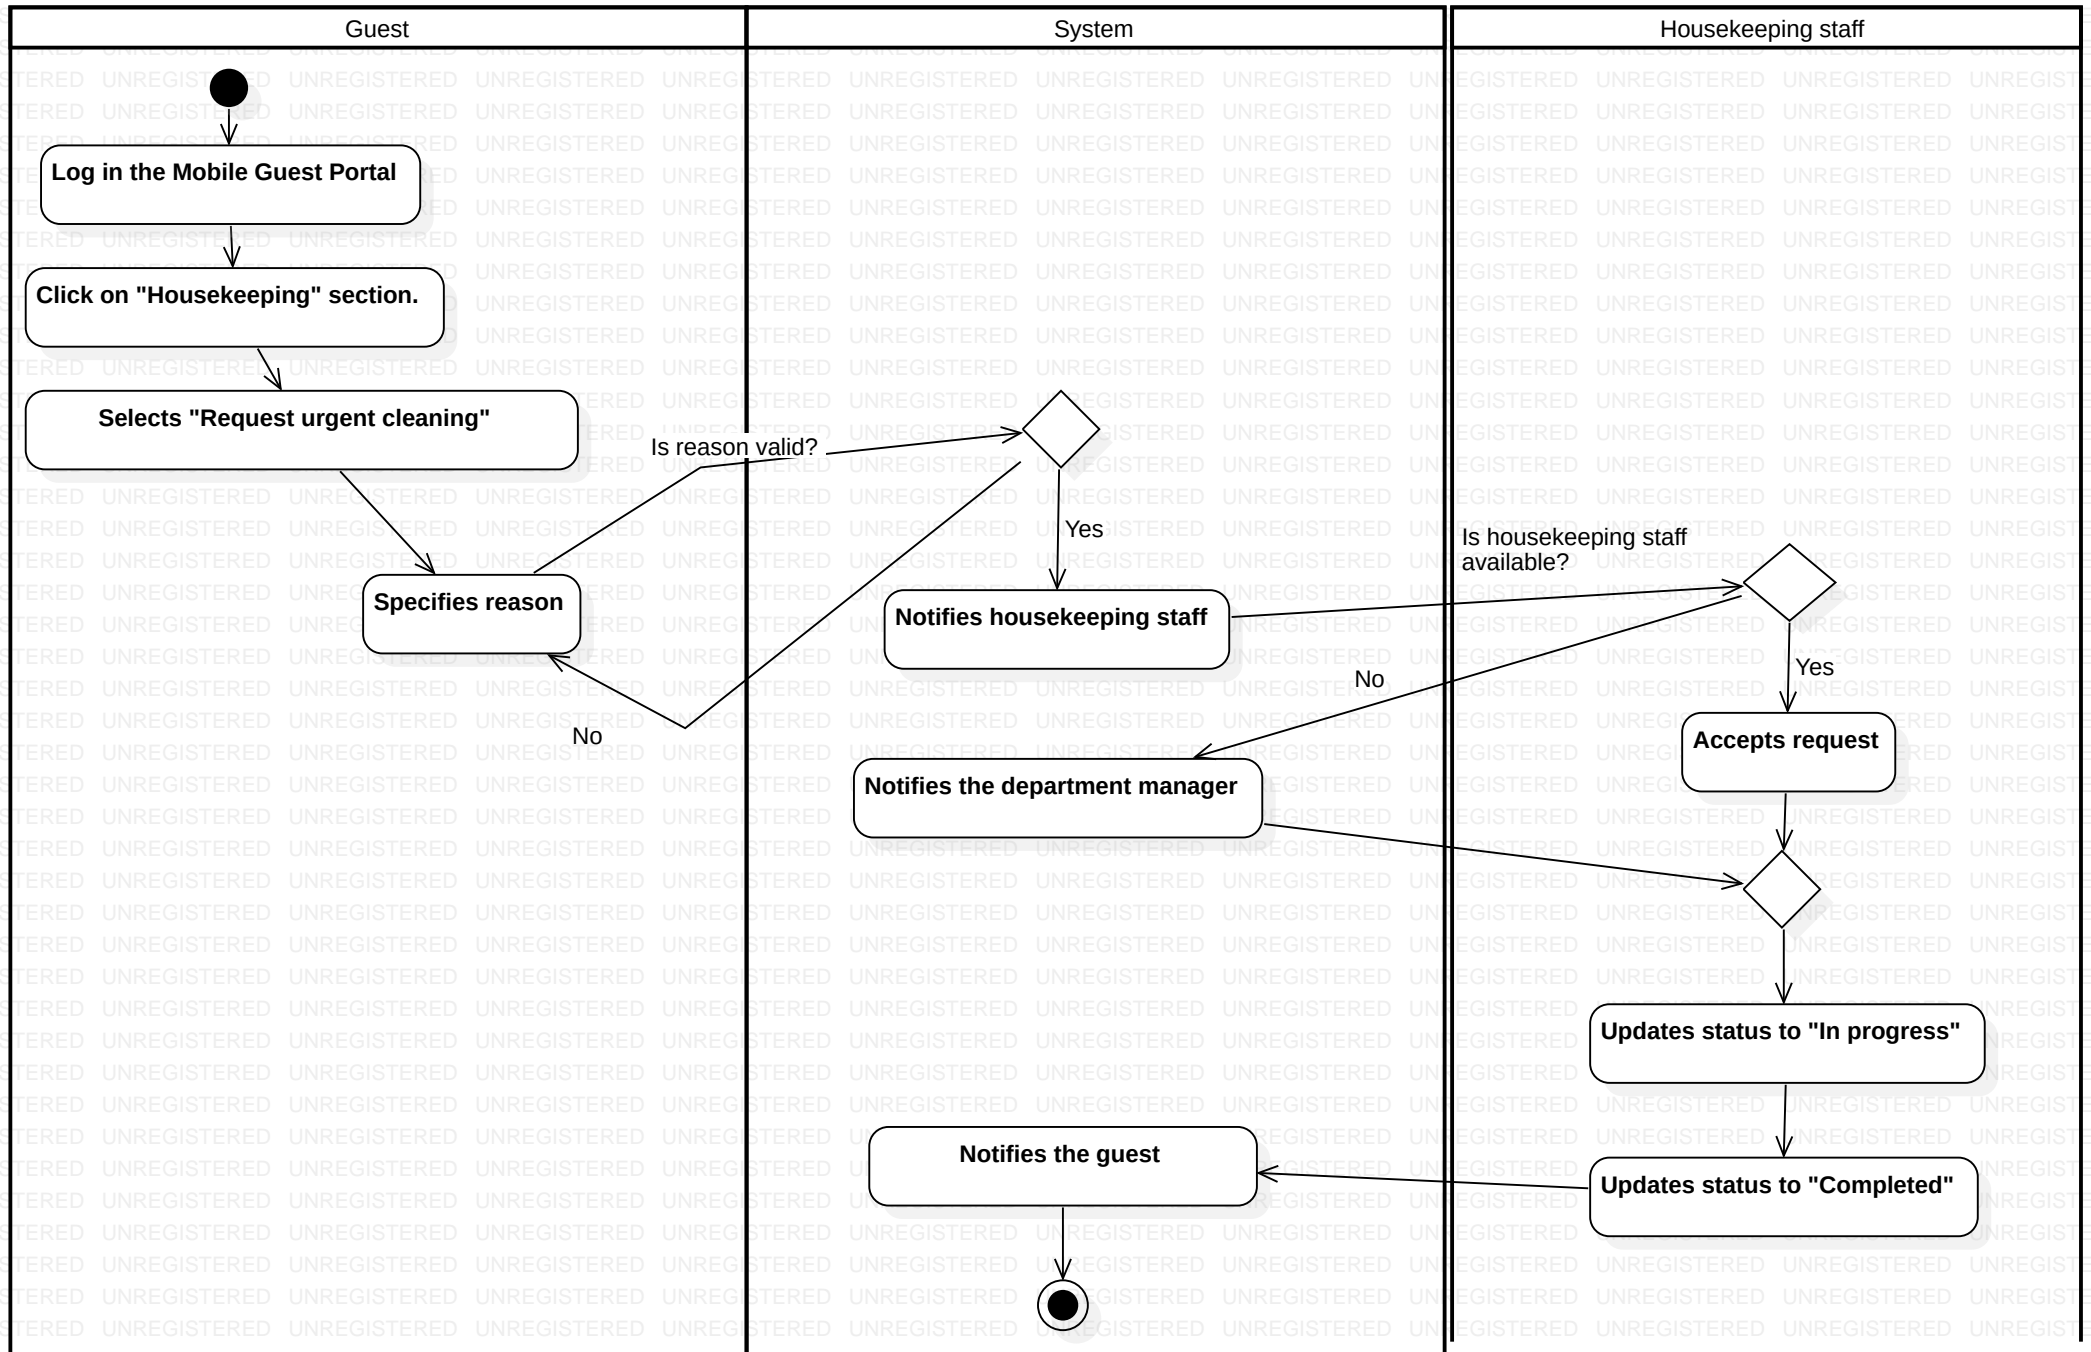 Guest
System
Housekeeping staff
Log in the Mobile Guest Portal
Click on "Housekeeping" section.
Selects "Request urgent cleaning"
Is reason valid?
Yes
Is housekeeping staff
available?
Specifies reason
Notifies housekeeping staff
No
Yes
No
Accepts request
Notifies the department manager
Updates status to "In progress"
Notifies the guest
Updates status to "Completed"
UNREGISTERED